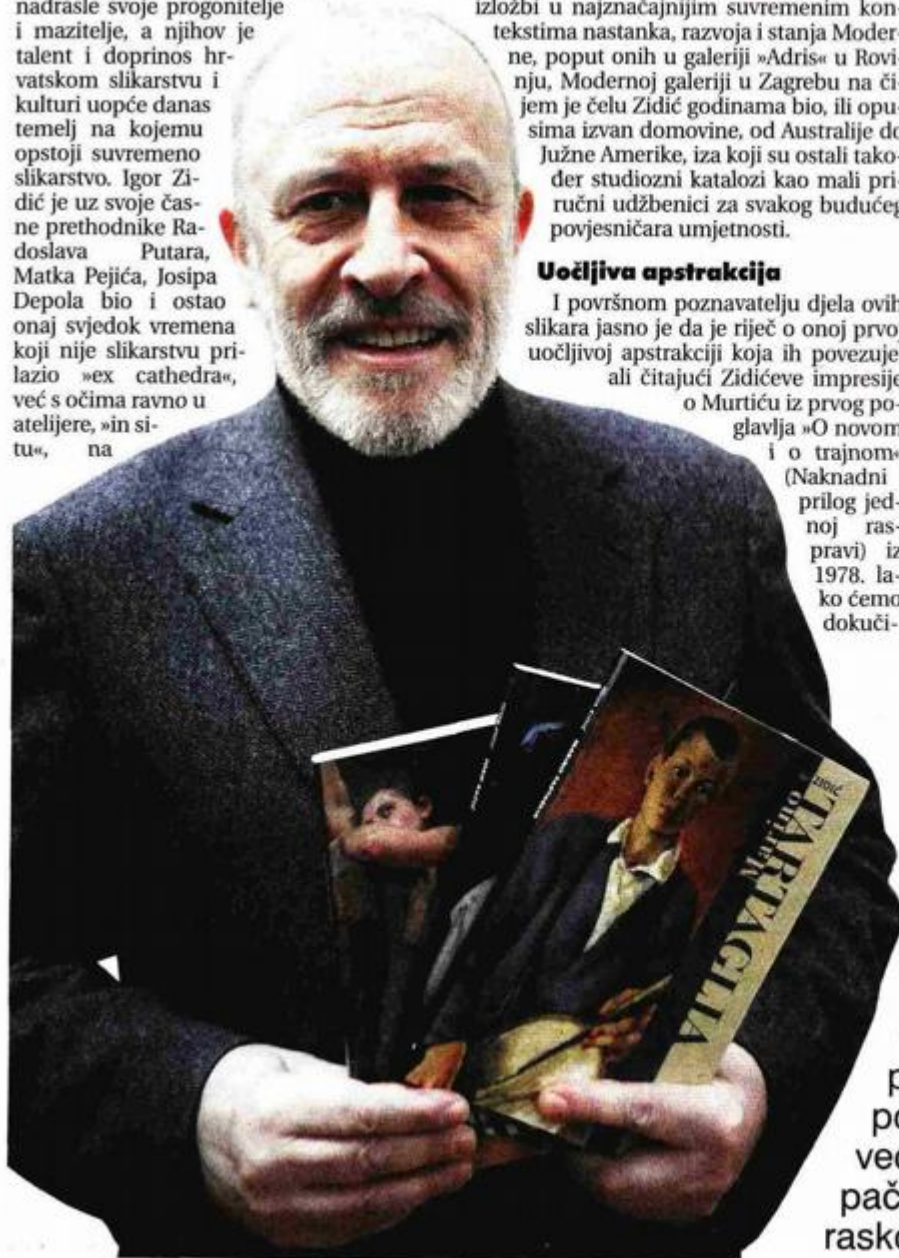 nadrasle svoje progonitelje
i mazitelje, a njihov je
talent i doprinos hr-
vatskom slikarstvu i
kulturi uopće danas
temelj na kojemu
opstoji suvremeno
slikarstvo. Igor Zi-
dić je uz svoje čas-
ne prethodnike Ra-
doslava Putara,
Matka Pejića, Josipa
Depola bio i ostao
onaj svjedok vremena
koji nije slikarstvu pri-
lazio »ex cathedra«,
već s očima ravno u
atelijere, »in si-
tu«, na
izložbi u najznačajnijim suvremenim kon-
tekstima nastanka, razvoja i stanja Moder-
ne, poput onih u galeriji »Adris« u Rovi-
nju, Modernoj galeriji u Zagrebu na či-
jem je čelu Zidić godinama bio, ili opu-
sima izvan domovine, od Australije do
Južne Amerike, iza koji su ostali tako-
đer studiozni katalozi kao mali pri-
ručni udžbenici za svakog budućeg
povjesničara umjetnosti.
Uočljiva apstrakcija
I površnom poznavatelju djela ovih
slikara jasno je da je riječ o onoj prvoj
uočljivoj apstrakciji koja ih povezuje
ali čitajući Zidićeve impresije
o Murtiću iz prvog po-
glavlja »O novom
i o trajnom«
(Naknadni
prilog jed-
noj ras-
pravi) iz
1978. la-
ko ćemo
dokuči-
ZIDIĆ
Marino
TARTAGLIA
p
po
već
pač
rasko